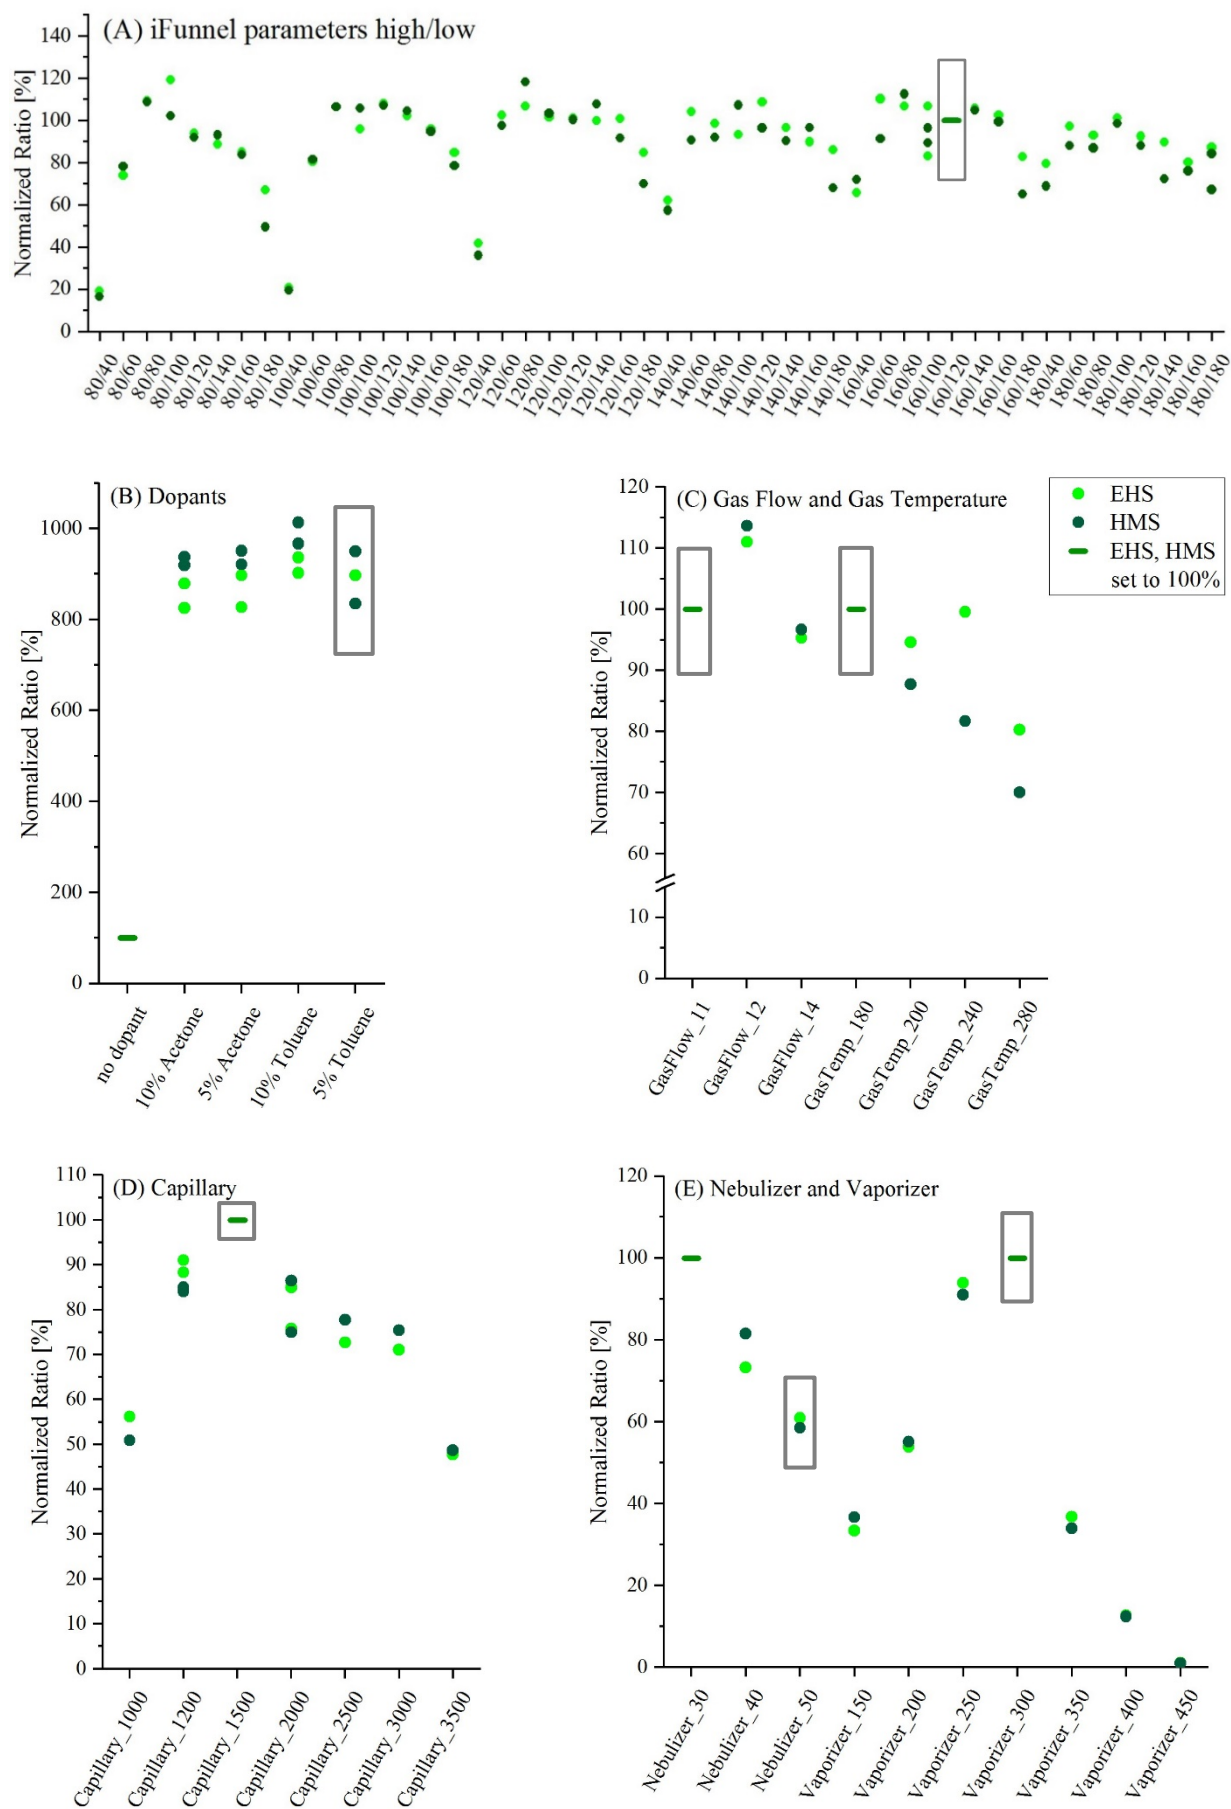 (A) iFunnel parameters high/low
Normalized Ratio [%]
140
120
100
80
60
40
20
0
80/40
80/60
80/80
80/100
80/120
80/140
80/160
80/180
100/40
100/60
100/80
100/100
100/120
100/140
100/160
100/180
120/40
120/60
120/80
120/100
120/120
120/140
120/160
120/180
140/40
140/60
140/80
140/100
140/120
140/140
140/160
140/180
160/40
160/60
160/80
160/100
160/120
160/140
160/160
160/180
180/40
180/60
180/80
180/100
180/120
180/140
180/160
180/180
(B) Dopants
Normalized Ratio [%]
1000
800
600
400
200
0
no dopant
10% Acetone
5% Acetone
10% Toluene
5% Toluene
(C) Gas Flow and Gas Temperature
Normalized Ratio [%]
120
110
100
90
80
70
60
10
0
GasFlow_11
GasFlow_12
GasFlow_14
GasTemp_180
GasTemp_200
GasTemp_240
GasTemp_280
EHS
HMS
EHS, HMS
set to 100%
(D) Capillary
Normalized Ratio [%]
110
100
90
80
70
60
50
40
30
20
10
0
Capillary_1000
Capillary_1200
Capillary_1500
Capillary_2000
Capillary_2500
Capillary_3000
Capillary_3500
(E) Nebulizer and Vaporizer
Normalized Ratio [%]
120
100
80
60
40
20
0
Nebulizer_30
Nebulizer_40
Nebulizer_50
Vaporizer_150
Vaporizer_200
Vaporizer_250
Vaporizer_300
Vaporizer_350
Vaporizer_400
Vaporizer_450